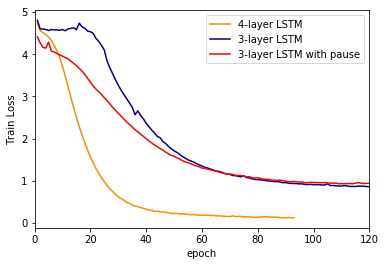 5
4
3
2
1
0
Train Loss
4-layer LSTM
3-layer LSTM
3-layer LSTM with pause
0 20 40 60 80 100 120
epoch